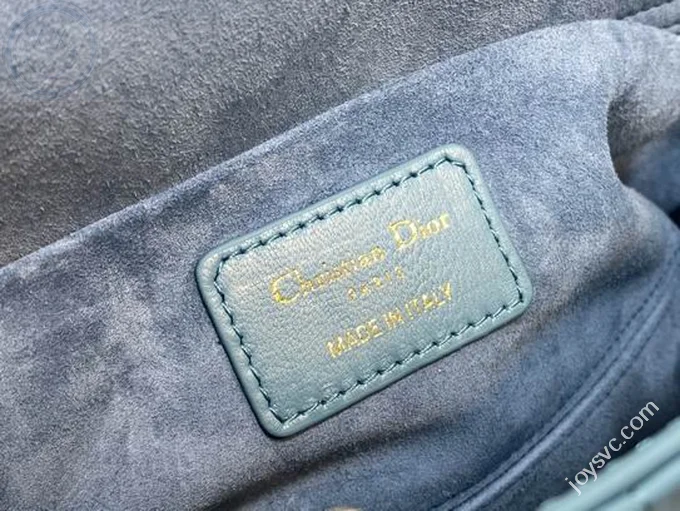 Christian Dior
PARIS
MADE IN ITALY
joysvc.com